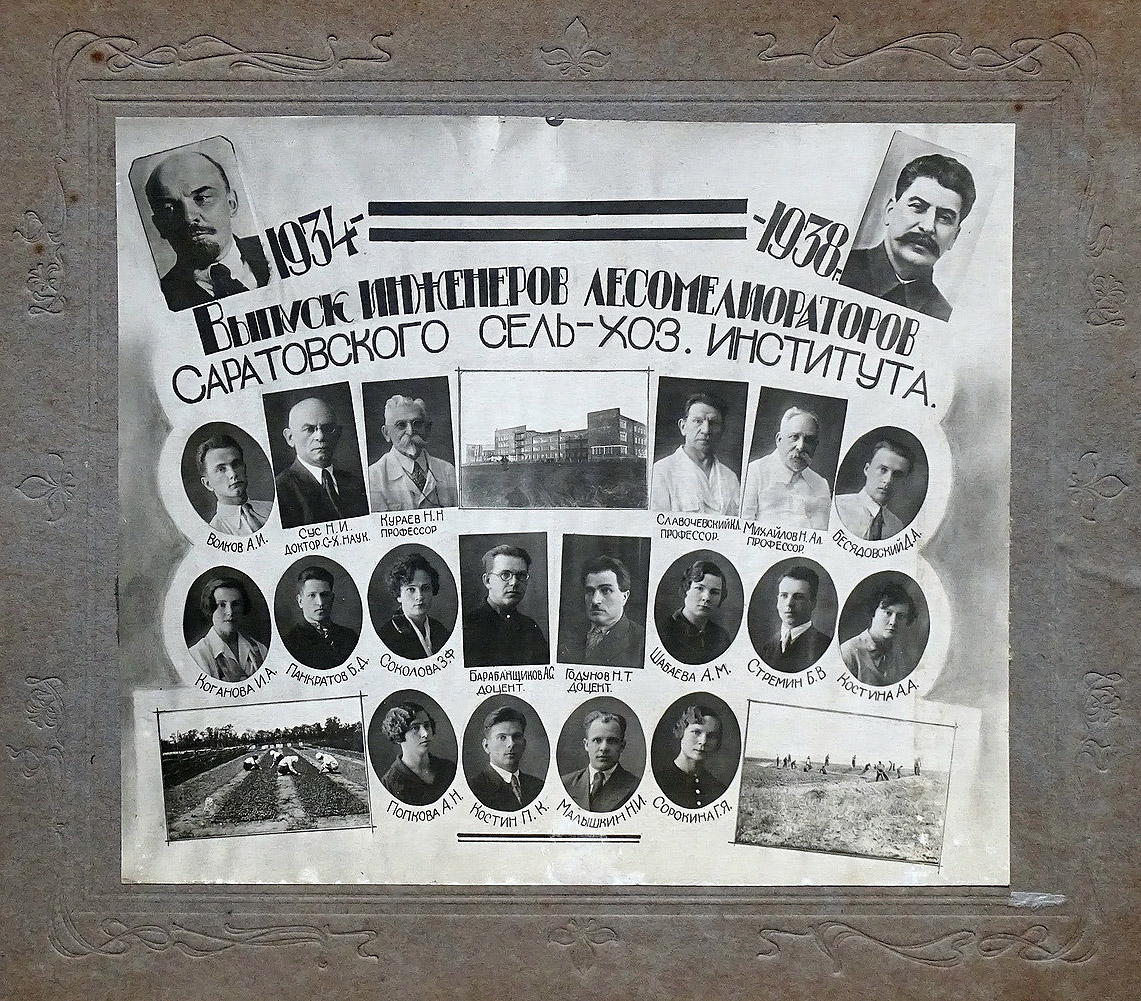 1934- -1938г.
Выпуск инженеров лесомелиораторов
Саратовского сель-хоз. института.
Волков А.И.
Сус Н.И.
доктор с-х. наук.
Кураев Н.Н
профессор
Славочевский
профессор.
Михайлов Н. Ал.
профессор.
Бесядовский Д.А.
Коганова И.А.
Панкратов Б.Д.
Соколова З.Ф
Барабанщиков А.С.
доцент.
Годунов Н.Т.
доцент.
Шабаева А.М.
Стремин Б.В
Костина А.А.
Попкова А.Н.
Костин П.К.
Малышкин Н.И.
Сорокина Г.Я.